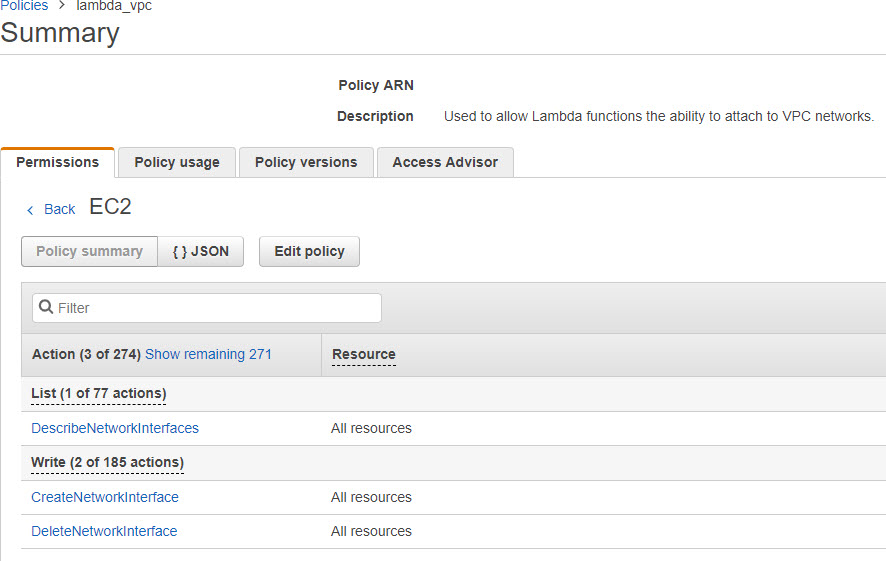 Policies > lambda_vpc
Summary
Policy ARN
Description Used to allow Lambda functions the ability to attach to VPC networks.
Permissions Policy usage Policy versions Access Advisor
‹ Back EC2
Policy summary { } JSON Edit policy
Filter
Action (3 of 274) Show remaining 271 Resource
List (1 of 77 actions)
DescribeNetworkInterfaces All resources
Write (2 of 185 actions)
CreateNetworkInterface All resources
DeleteNetworkInterface All resources